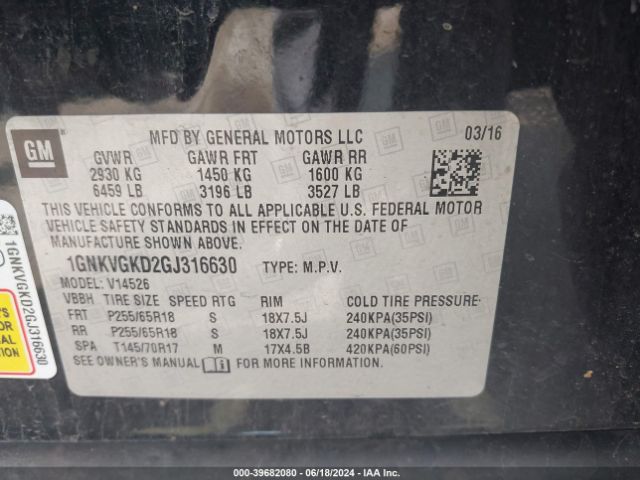 GM
MFD BY GENERAL MOTORS LLC 03/16
GVWR GAWR FRT GAWR RR
2930 KG 1450 KG 1600 KG
6459 LB 3196 LB 3527 LB
THIS VEHICLE CONFORMS TO ALL APPLICABLE U.S. FEDERAL MOTOR
VEHICLE SAFETY STANDARDS IN EFFECT ON THE DATE OF
MANUFACTURE SHOWN ABOVE.
1GNKVGKD2GJ316630 TYPE: M.P.V.
MODEL: V14526
VBBH TIRE SIZE SPEED RTG RIM COLD TIRE PRESSURE:
FRT P255/65R18 S 18X7.5J 240KPA(35PSI)
RR P255/65R18 S 18X7.5J 240KPA(35PSI)
SPA T145/70R17 M 17X4.5B 420KPA(60PSI)
SEE OWNER'S MANUAL FOR MORE INFORMATION.
1GNKVGKD2GJ316630
000-39682080 - 06/18/2024 - IAA Inc.